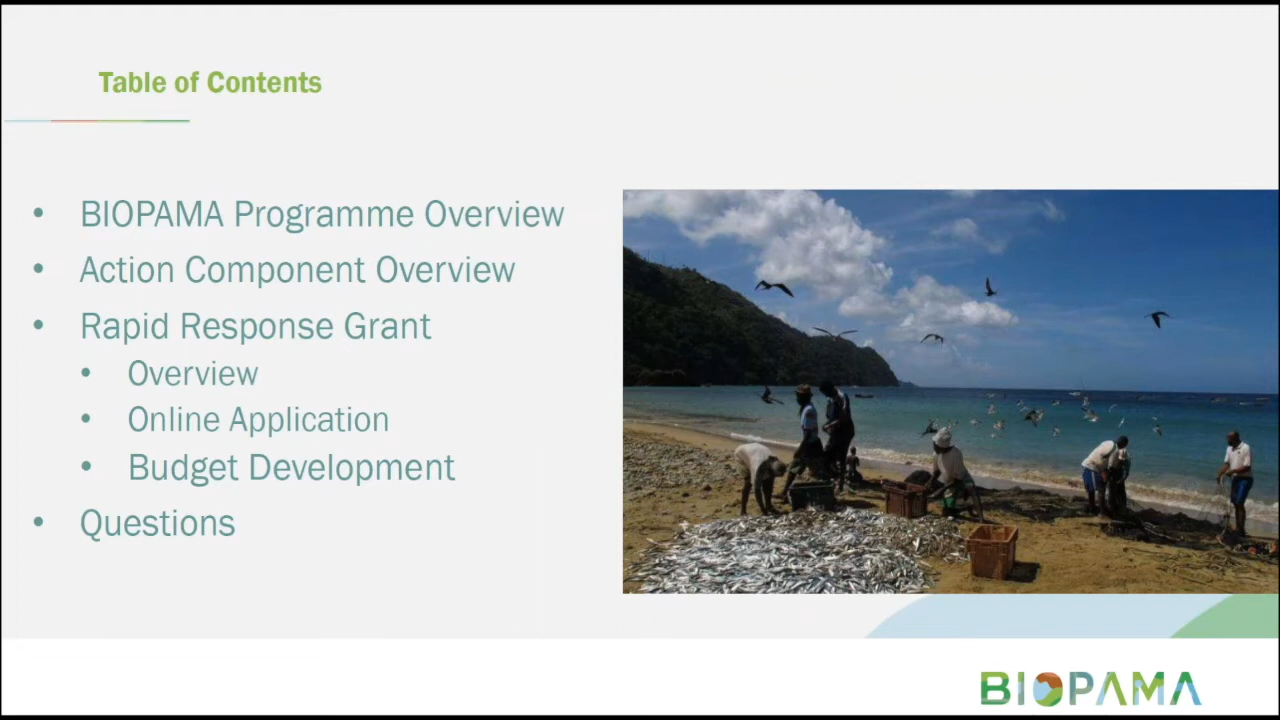 Table of Contents
• BIOPAMA Programme Overview
• Action Component Overview
• Rapid Response Grant
• Overview
• Online Application
• Budget Development
• Questions
BIOPAMA